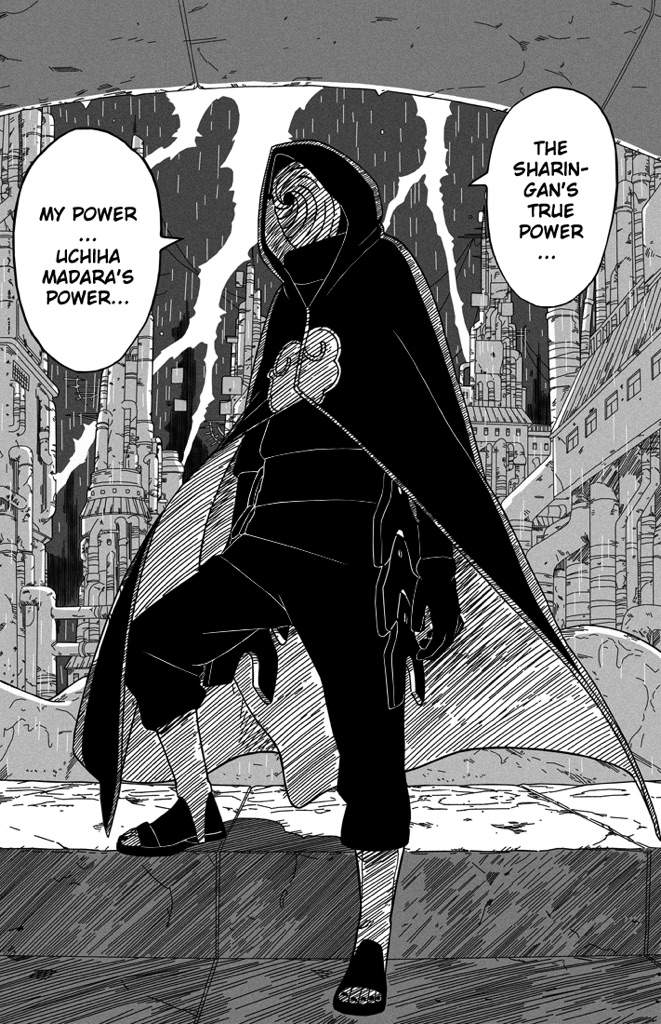 THE
SHARIN-
GAN'S
TRUE
POWER
...
MY POWER
...
UCHIHA
MADARA'S
POWER...